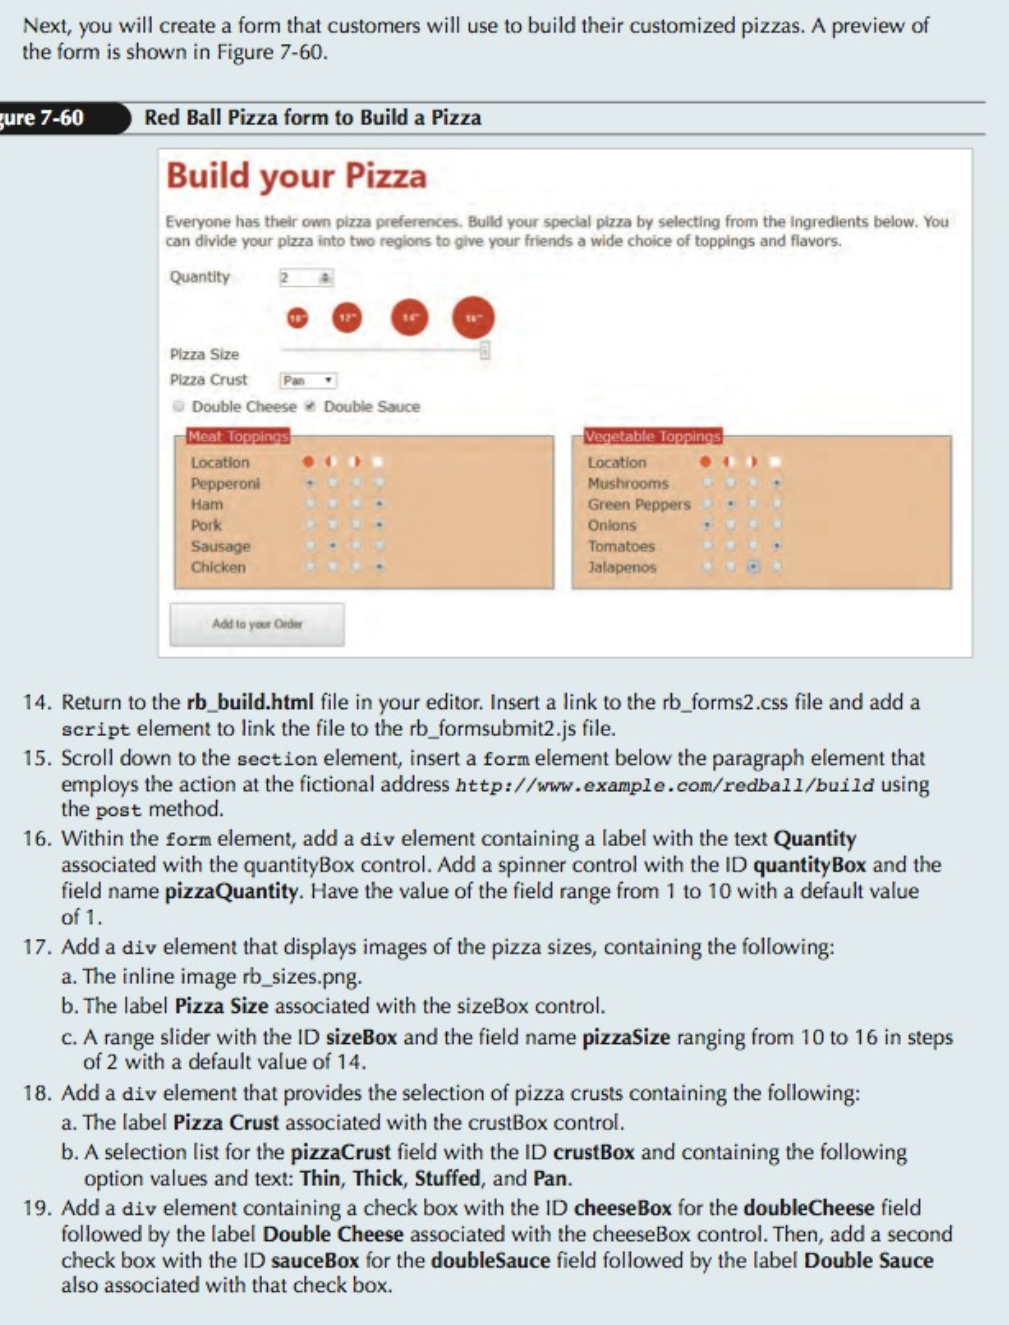 Next, you will create a form that customers will use to build their customized pizzas. A preview of
the form is shown in Figure 7-60.
gure 7-60 Red Ball Pizza form to Build a Pizza
Build your Pizza
Everyone has their own pizza preferences. Build your special pizza by selecting from the ingredients below. You
can divide your pizza into two regions to give your friends a wide choice of toppings and flavors.
Quantity 2
10" 12" 14" 16"
Pizza Size
Pizza Crust Pan
Double Cheese Double Sauce
Meat Toppings
Location
Pepperoni
Ham
Pork
Sausage
Chicken
Vegetable Toppings
Location
Mushrooms
Green Peppers
Onions
Tomatoes
Jalapenos
Add to your Order
14. Return to the rb_build.html file in your editor. Insert a link to the rb_forms2.css file and add a
script element to link the file to the rb_formsubmit2.js file.
15. Scroll down to the section element, insert a form element below the paragraph element that
employs the action at the fictional address http://www.example.com/redball/build using
the post method.
16. Within the form element, add a div element containing a label with the text Quantity
associated with the quantityBox control. Add a spinner control with the ID quantityBox and the
field name pizzaQuantity. Have the value of the field range from 1 to 10 with a default value
of 1.
17. Add a div element that displays images of the pizza sizes, containing the following:
a. The inline image rb_sizes.png.
b. The label Pizza Size associated with the sizeBox control.
c. A range slider with the ID sizeBox and the field name pizzaSize ranging from 10 to 16 in steps
of 2 with a default value of 14.
18. Add a div element that provides the selection of pizza crusts containing the following:
a. The label Pizza Crust associated with the crustBox control.
b. A selection list for the pizzaCrust field with the ID crustBox and containing the following
option values and text: Thin, Thick, Stuffed, and Pan.
19. Add a div element containing a check box with the ID cheeseBox for the doubleCheese field
followed by the label Double Cheese associated with the cheeseBox control. Then, add a second
check box with the ID sauceBox for the doubleSauce field followed by the label Double Sauce
also associated with that check box.